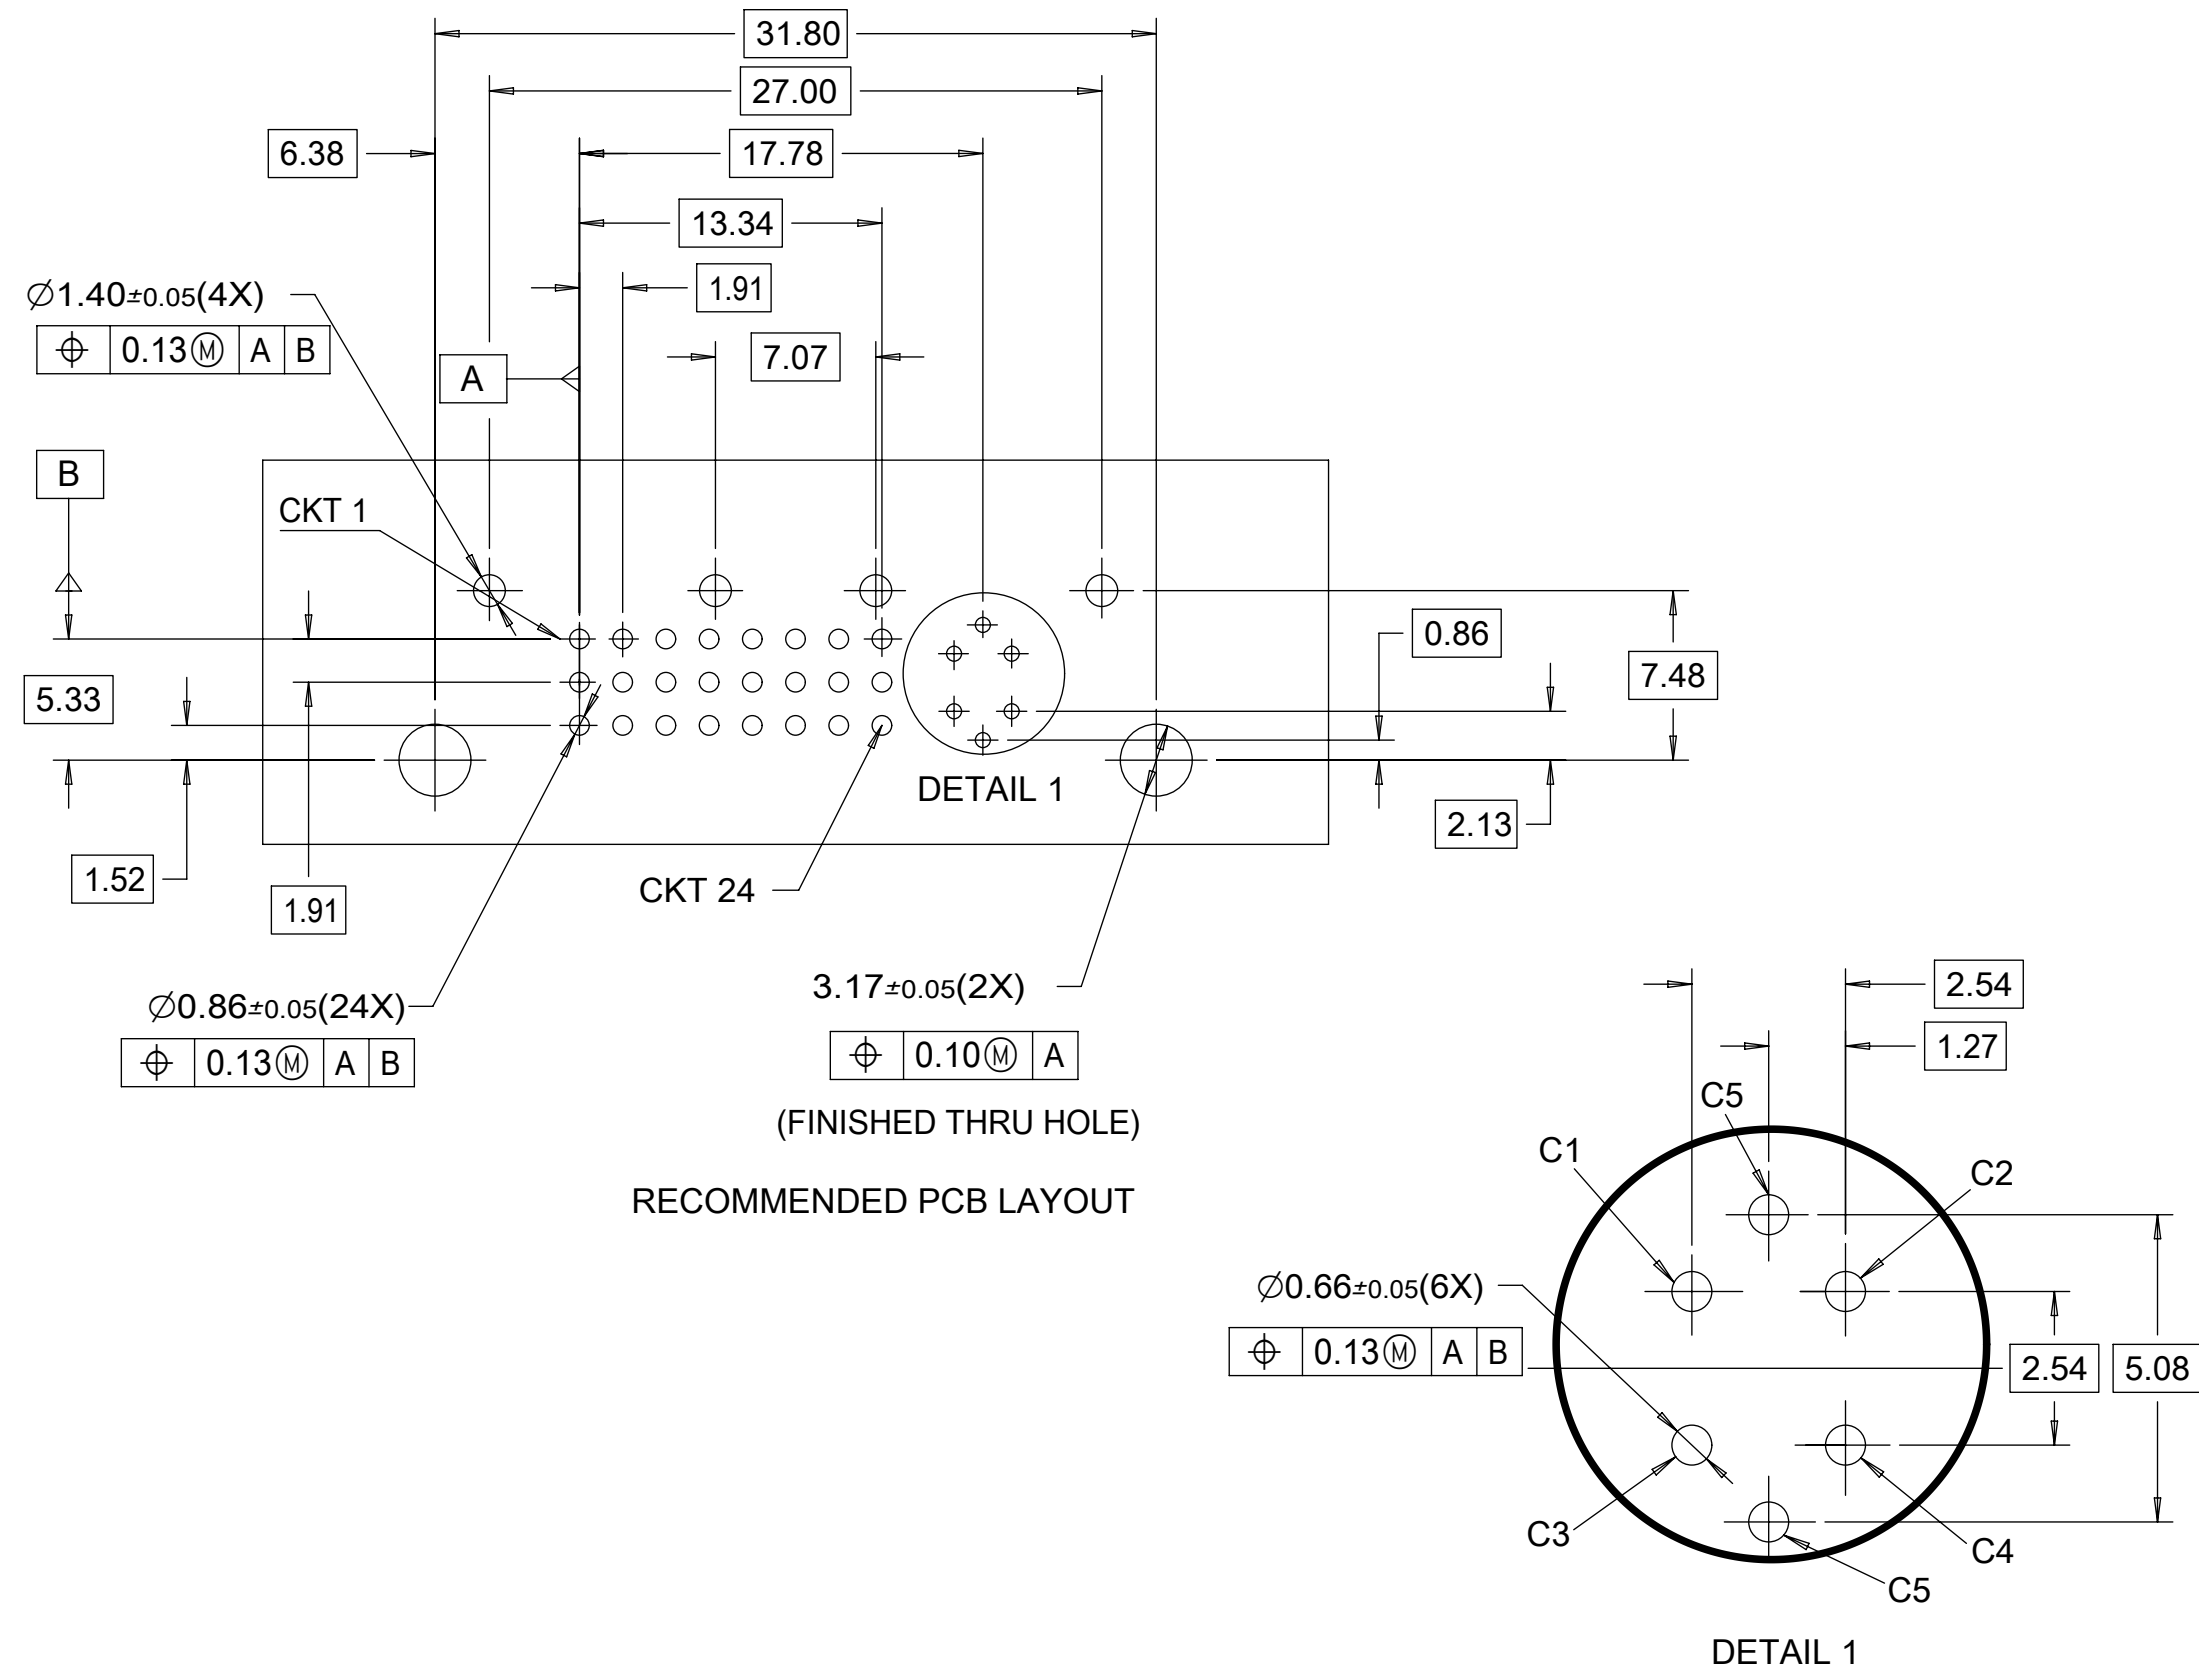 31.80
27.00
6.38
17.78
13.34
1.91
∅1.40±0.05(4X)
⌖ 0.13Ⓜ A B
7.07
A
B
CKT 1
0.86
7.48
5.33
DETAIL 1
2.13
1.52
CKT 24
1.91
3.17±0.05(2X)
∅0.86±0.05(24X)
⌖ 0.13Ⓜ A B
⌖ 0.10Ⓜ A
(FINISHED THRU HOLE)
RECOMMENDED PCB LAYOUT
2.54
1.27
C5
C1
C2
∅0.66±0.05(6X)
⌖ 0.13Ⓜ A B
2.54
5.08
C3
C4
C5
DETAIL 1